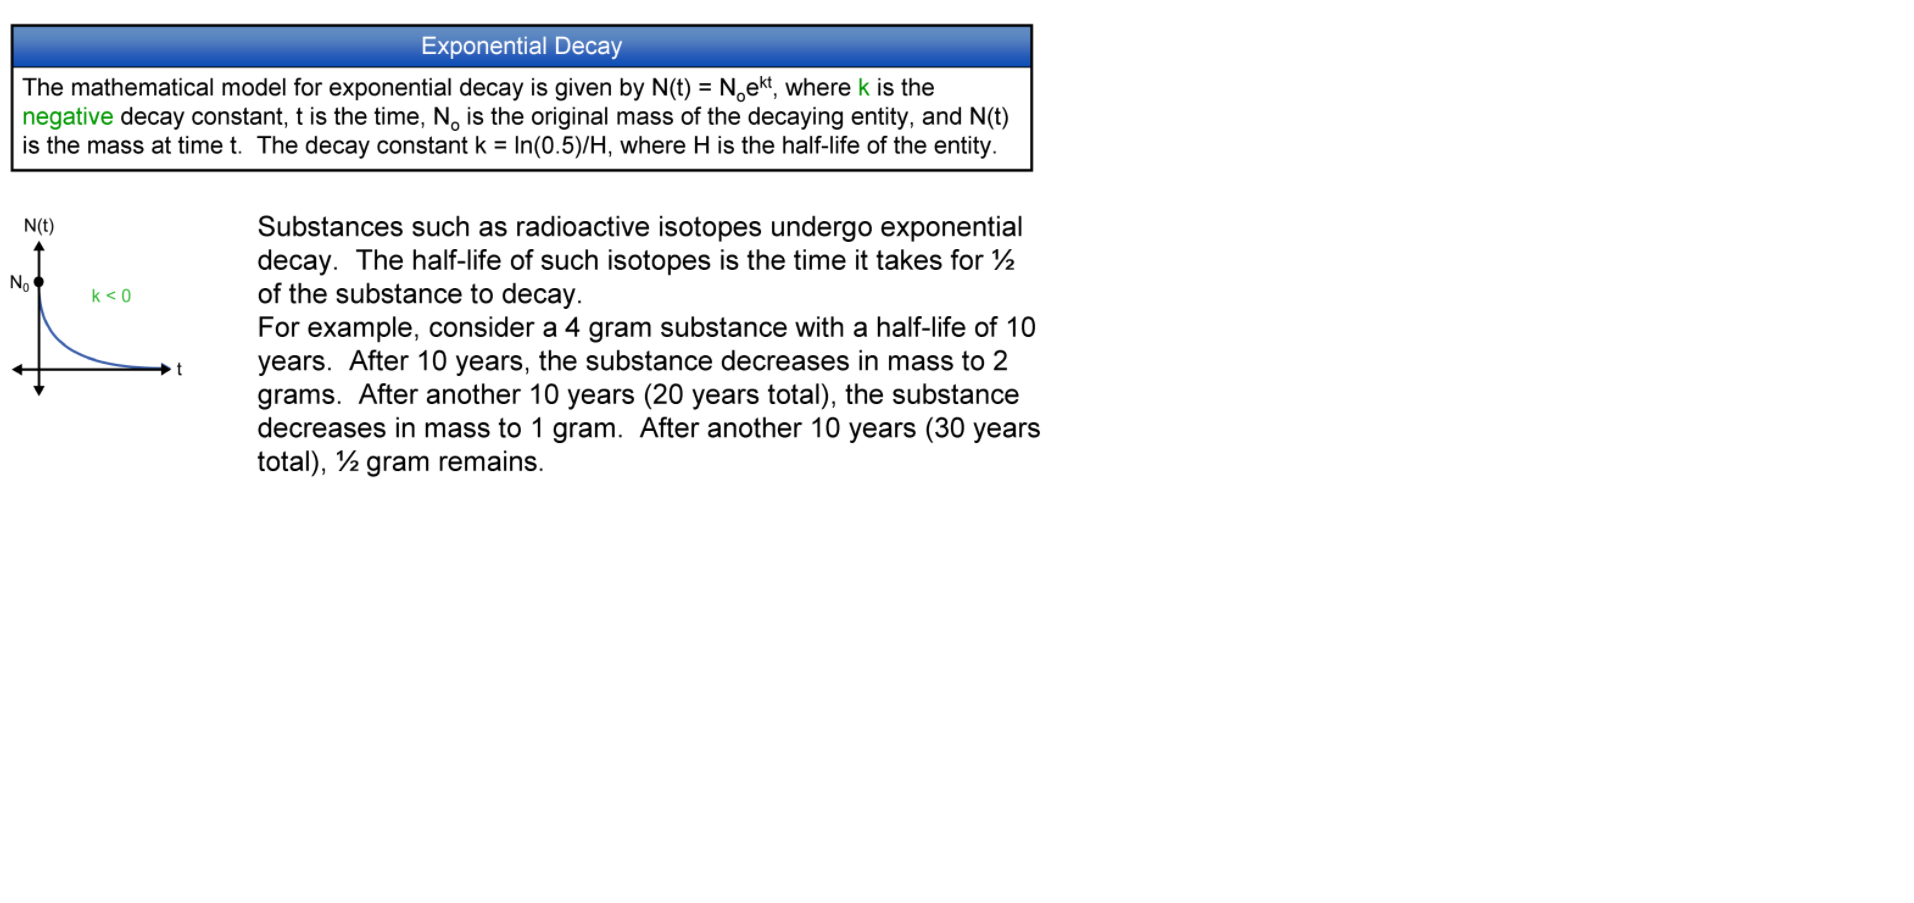 Exponential Decay
The mathematical model for exponential decay is given by N(t) = Nₒeᵏᵗ, where k is the
negative decay constant, t is the time, Nₒ is the original mass of the decaying entity, and N(t)
is the mass at time t.  The decay constant k = ln(0.5)/H, where H is the half-life of the entity.
N(t)
N₀
k < 0
t
Substances such as radioactive isotopes undergo exponential
decay.  The half-life of such isotopes is the time it takes for ½
of the substance to decay.
For example, consider a 4 gram substance with a half-life of 10
years.  After 10 years, the substance decreases in mass to 2
grams.  After another 10 years (20 years total), the substance
decreases in mass to 1 gram.  After another 10 years (30 years
total), ½ gram remains.